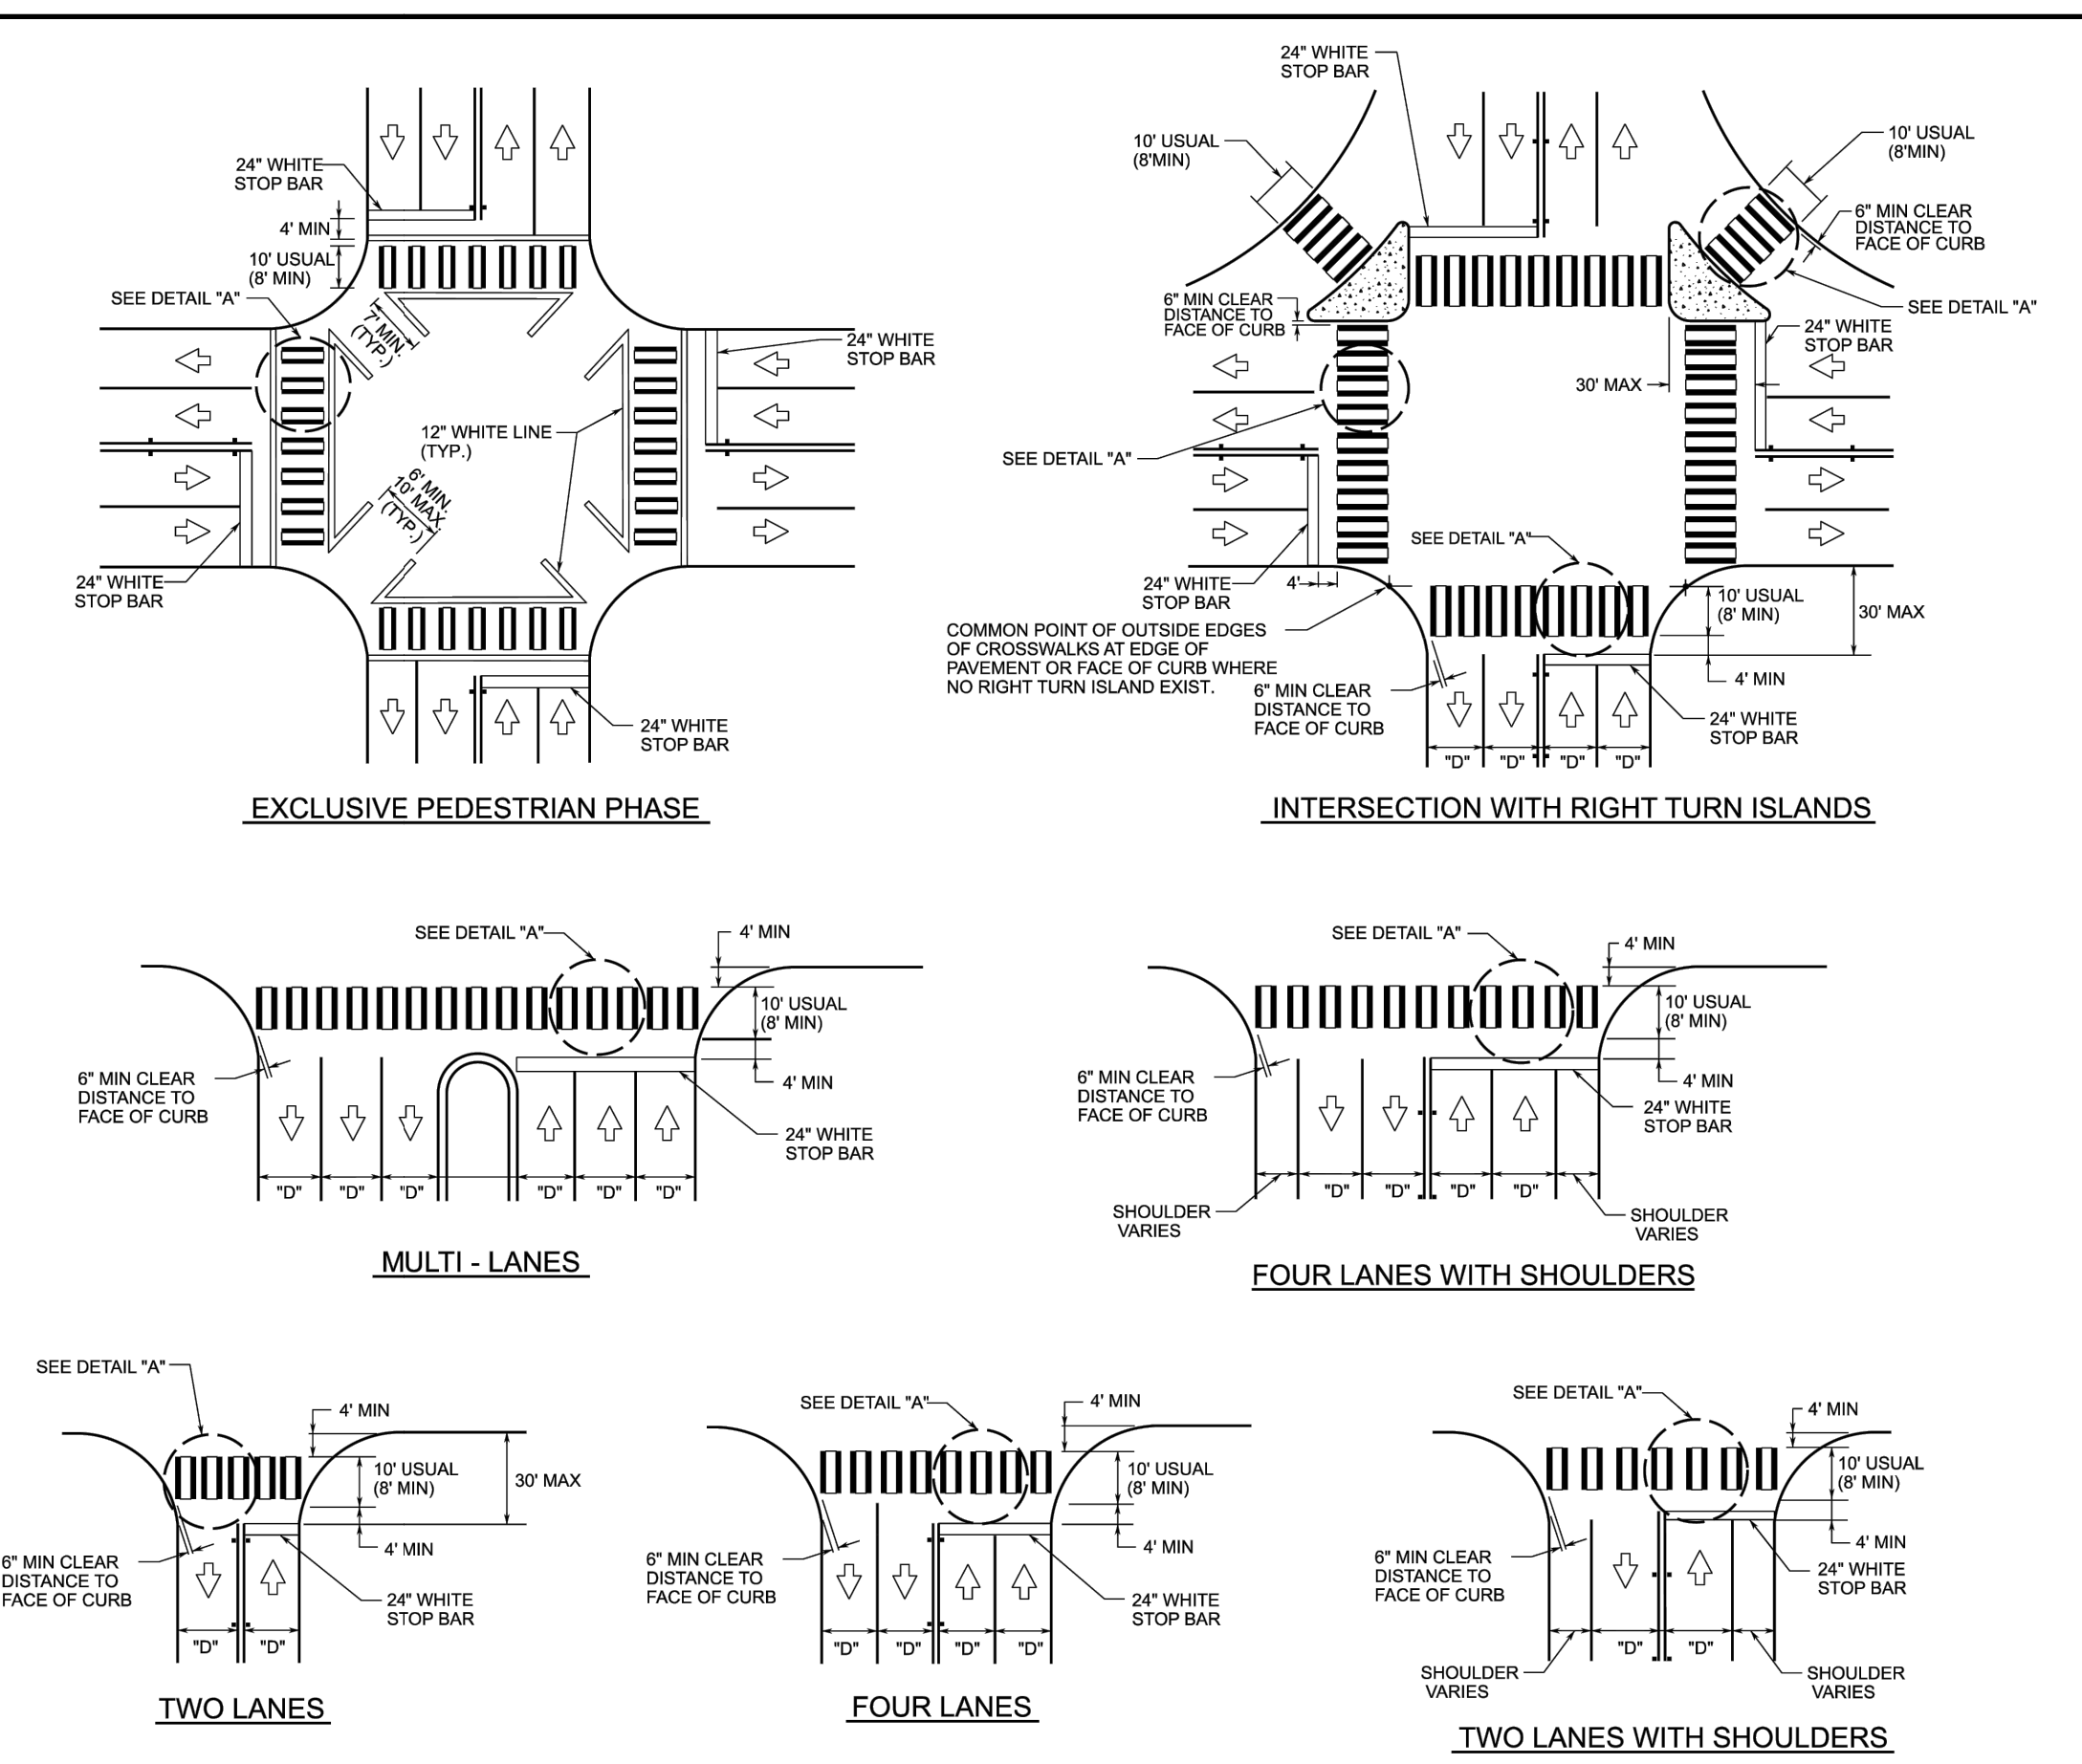 24" WHITE
STOP BAR
4' MIN
10' USUAL
(8' MIN)
SEE DETAIL "A"
7' MIN.
(TYP.)
24" WHITE
STOP BAR
12" WHITE LINE
(TYP.)
6' MIN.
10' MAX.
(TYP.)
24" WHITE
STOP BAR
24" WHITE
STOP BAR
EXCLUSIVE PEDESTRIAN PHASE
24" WHITE
STOP BAR
10' USUAL
(8'MIN)
10' USUAL
(8'MIN)
6" MIN CLEAR
DISTANCE TO
FACE OF CURB
SEE DETAIL "A"
6" MIN CLEAR
DISTANCE TO
FACE OF CURB
24" WHITE
STOP BAR
30' MAX
SEE DETAIL "A"
SEE DETAIL "A"
24" WHITE
STOP BAR
4'
10' USUAL
(8' MIN)
30' MAX
COMMON POINT OF OUTSIDE EDGES
OF CROSSWALKS AT EDGE OF
PAVEMENT OR FACE OF CURB WHERE
NO RIGHT TURN ISLAND EXIST.
6" MIN CLEAR
DISTANCE TO
FACE OF CURB
4' MIN
24" WHITE
STOP BAR
"D" "D" "D" "D"
INTERSECTION WITH RIGHT TURN ISLANDS
SEE DETAIL "A"
4' MIN
10' USUAL
(8' MIN)
6" MIN CLEAR
DISTANCE TO
FACE OF CURB
4' MIN
24" WHITE
STOP BAR
"D" "D" "D" "D" "D" "D"
MULTI - LANES
SEE DETAIL "A"
4' MIN
10' USUAL
(8' MIN)
6" MIN CLEAR
DISTANCE TO
FACE OF CURB
4' MIN
24" WHITE
STOP BAR
"D" "D" "D" "D"
SHOULDER
VARIES
SHOULDER
VARIES
FOUR LANES WITH SHOULDERS
SEE DETAIL "A"
4' MIN
10' USUAL
(8' MIN)
30' MAX
6" MIN CLEAR
DISTANCE TO
FACE OF CURB
4' MIN
24" WHITE
STOP BAR
"D" "D"
TWO LANES
SEE DETAIL "A"
4' MIN
10' USUAL
(8' MIN)
6" MIN CLEAR
DISTANCE TO
FACE OF CURB
4' MIN
24" WHITE
STOP BAR
"D" "D" "D" "D"
FOUR LANES
SEE DETAIL "A"
4' MIN
10' USUAL
(8' MIN)
6" MIN CLEAR
DISTANCE TO
FACE OF CURB
4' MIN
24" WHITE
STOP BAR
"D" "D"
SHOULDER
VARIES
SHOULDER
VARIES
TWO LANES WITH SHOULDERS